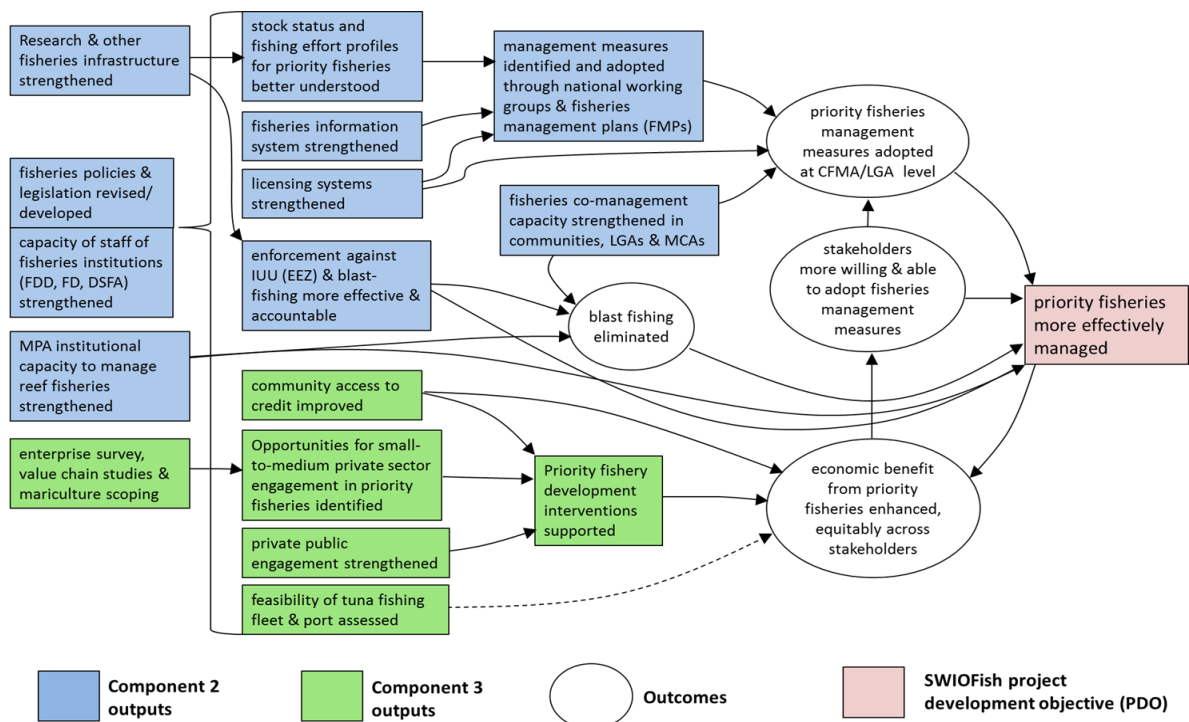 Research & other
fisheries infrastructure
strengthened
fisheries policies &
legislation revised/
developed
capacity of staff of
fisheries institutions
(FDD, FD, DSFA)
strengthened
MPA institutional
capacity to manage
reef fisheries
strengthened
enterprise survey,
value chain studies &
mariculture scoping
stock status and
fishing effort profiles
for priority fisheries
better understood
fisheries information
system strengthened
licensing systems
strengthened
enforcement against
IUU (EEZ) & blast-
fishing more effective &
accountable
community access to
credit improved
Opportunities for small-
to-medium private sector
engagement in priority
fisheries identified
private public
engagement strengthened
feasibility of tuna fishing
fleet & port assessed
management measures
identified and adopted
through national working
groups & fisheries
management plans (FMPs)
fisheries co-management
capacity strengthened in
communities, LGAs & MCAs
blast fishing
eliminated
Priority fishery
development
interventions
supported
priority fisheries
management
measures adopted
at CFMA/LGA level
stakeholders
more willing & able
to adopt fisheries
management
measures
economic benefit
from priority
fisheries enhanced,
equitably across
stakeholders
priority fisheries
more effectively
managed
Component 2
outputs
Component 3
outputs
Outcomes
SWIOFish project
development objective (PDO)